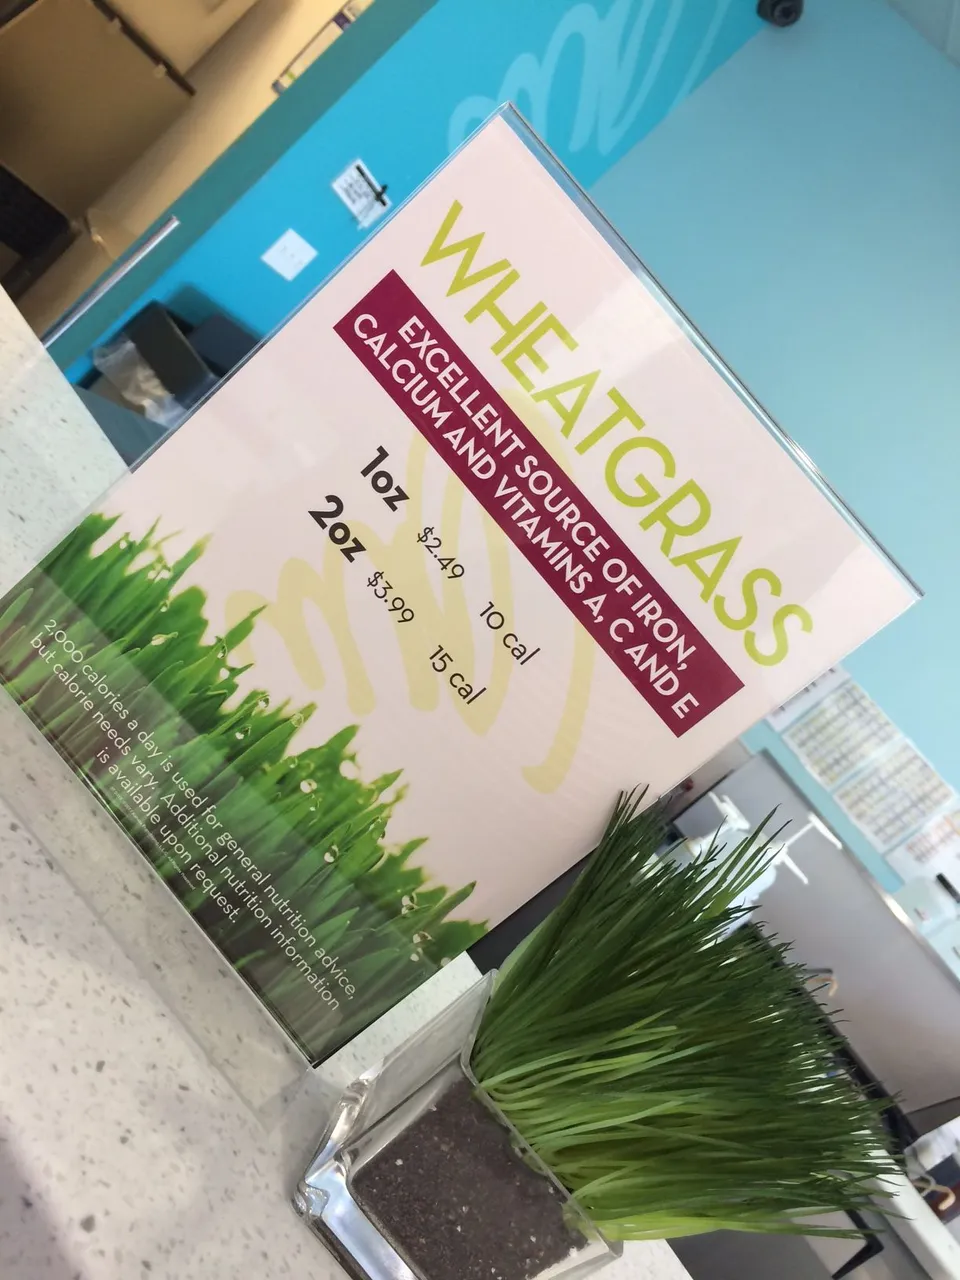 WHEATGRASS
EXCELLENT SOURCE OF IRON,
CALCIUM AND VITAMINS A, C AND E
1oz $2.49 10 cal
2oz $3.99 15 cal
2,000 calories a day is used for general nutrition advice,
but calorie needs vary. Additional nutrition information
is available upon request.